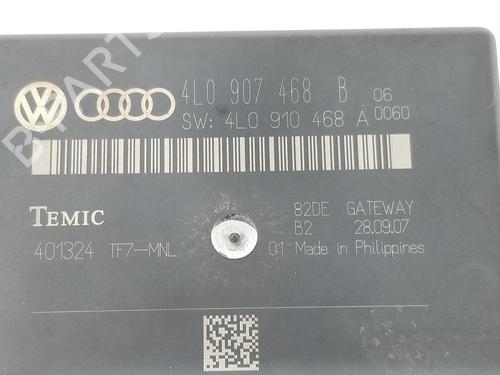 4L0 907 468 B 06
SW: 4L0 910 468 A 0060
TEMIC
82DE GATEWAY
B2 28.09.07
401324 TF7-MNL 01 Made in Philippines